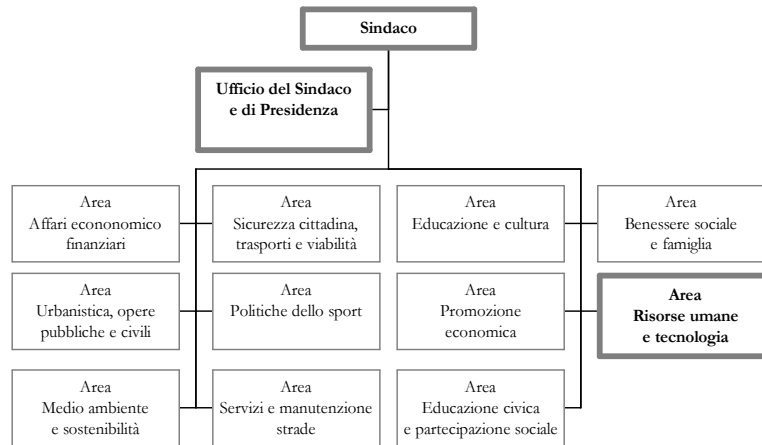 Sindaco
Ufficio del Sindaco
e di Presidenza
Area
Affari econonomico
finanziari
Area
Sicurezza cittadina,
trasporti e viabilità
Area
Educazione e cultura
Area
Benessere sociale
e famiglia
Area
Urbanistica, opere
pubbliche e civili
Area
Politiche dello sport
Area
Promozione
economica
Area
Risorse umane
e tecnologia
Area
Medio ambiente
e sostenibilità
Area
Servizi e manutenzione
strade
Area
Educazione civica
e partecipazione sociale